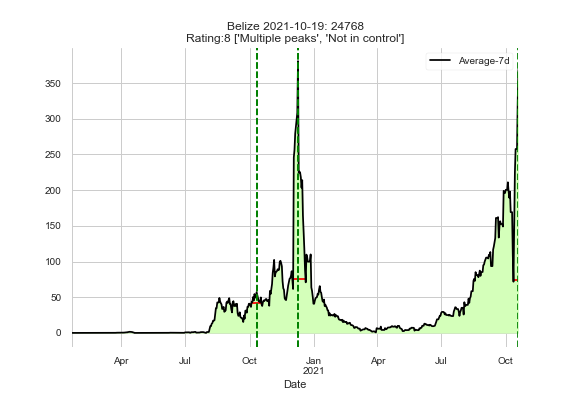 Belize 2021-10-19: 24768
Rating:8 ['Multiple peaks', 'Not in control']
Average-7d
350
300
250
200
150
100
50
0
Apr
Jul
Oct
Jan
2021
Apr
Jul
Oct
Date